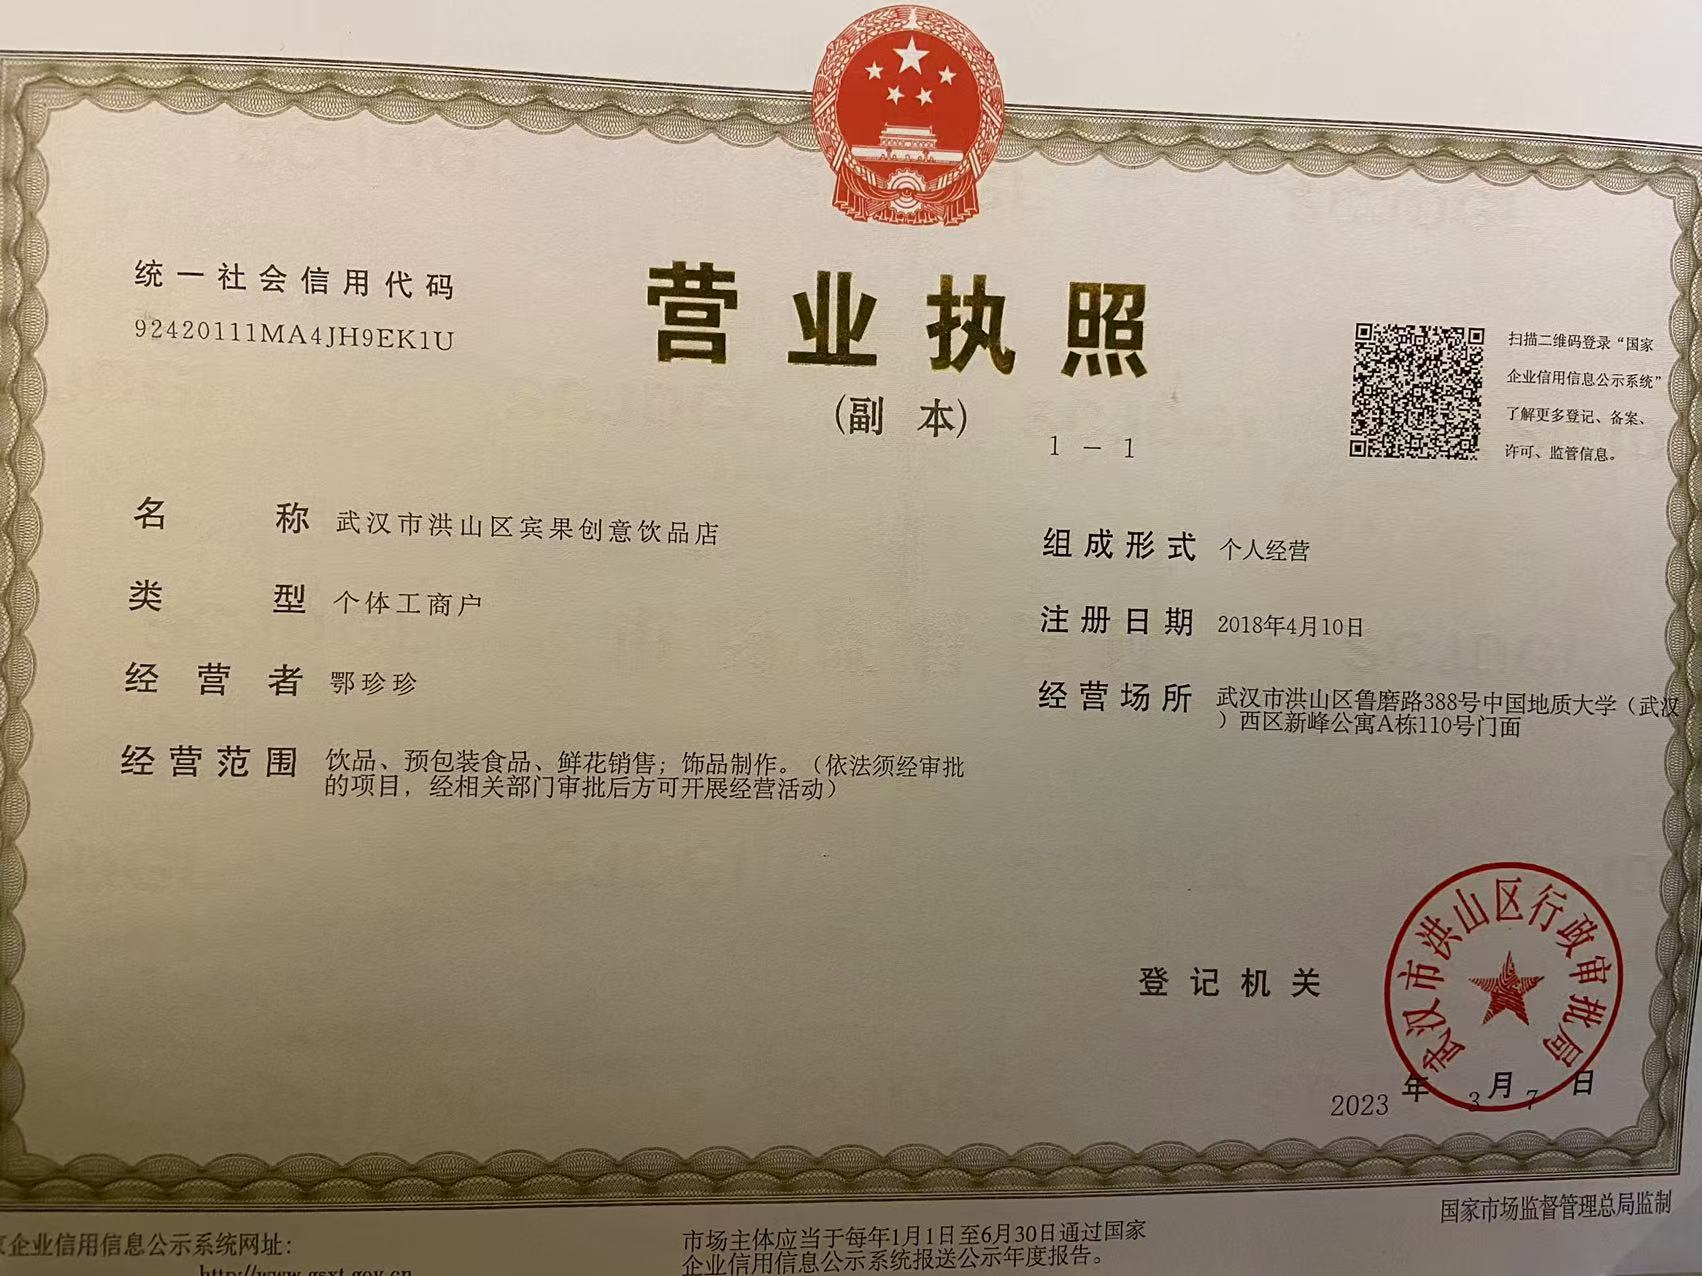 统一社会信用代码
92420111MA4JH9EK1U
营业执照
(副 本)
1 - 1
扫描二维码登录“国家
企业信用信息公示系统”
了解更多登记、备案、
许可、监管信息。
名 称 武汉市洪山区宾果创意饮品店
类 型 个体工商户
经 营 者 鄂珍珍
经营范围 饮品、预包装食品、鲜花销售；饰品制作。（依法须经审批
的项目，经相关部门审批后方可开展经营活动）
组成形式 个人经营
注册日期 2018年4月10日
经营场所 武汉市洪山区鲁磨路388号中国地质大学（武汉
）西区新峰公寓A栋110号门面
登记机关
武汉市洪山区行政审批局
2023 年 3 月 7 日
企业信用信息公示系统网址：
http://www.gsxt.gov.cn
市场主体应当于每年1月1日至6月30日通过国家
企业信用信息公示系统报送公示年度报告。
国家市场监督管理总局监制